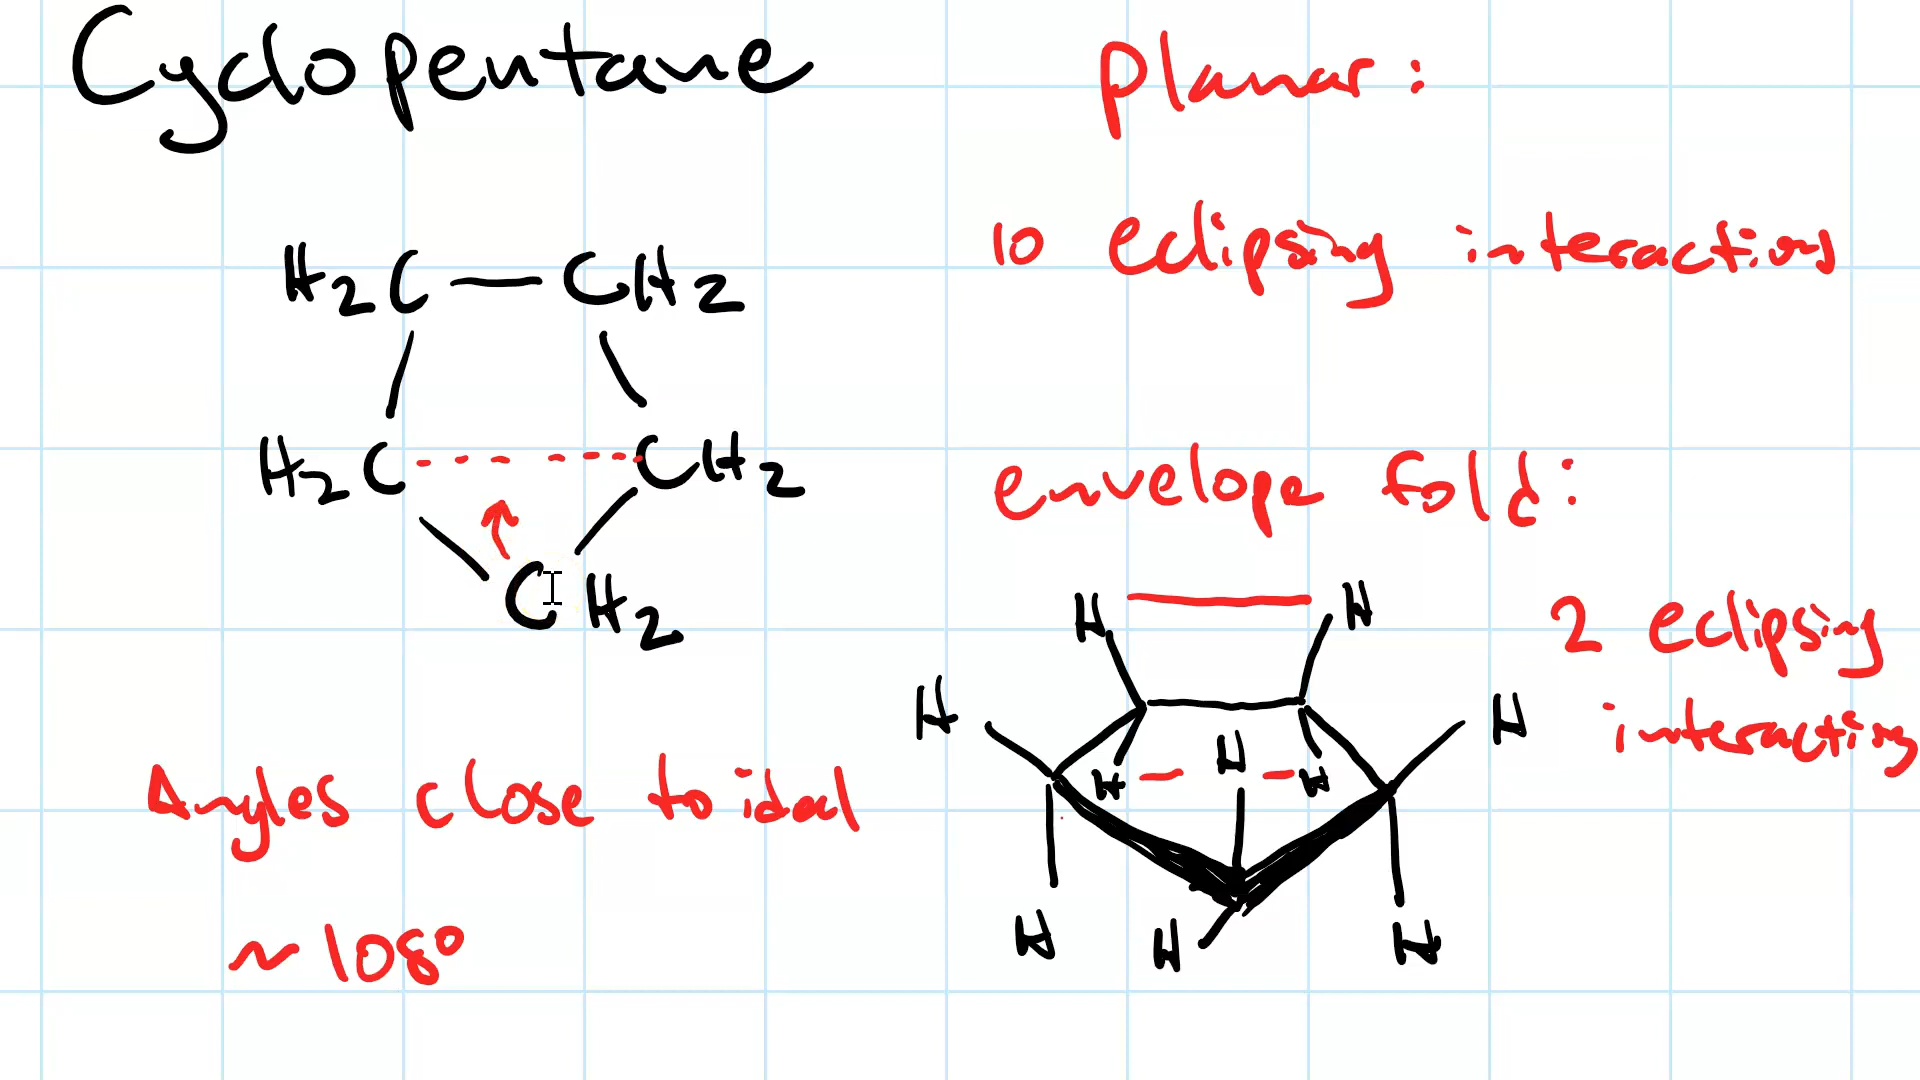 Cyclopentane
H2C — CH2
H2C CH2
CH2
Angles close to ideal
~ 108°
planar:
10 eclipsing interactions
envelope fold:
2 eclipsing
interacting
H H
H H
H H H
H H H